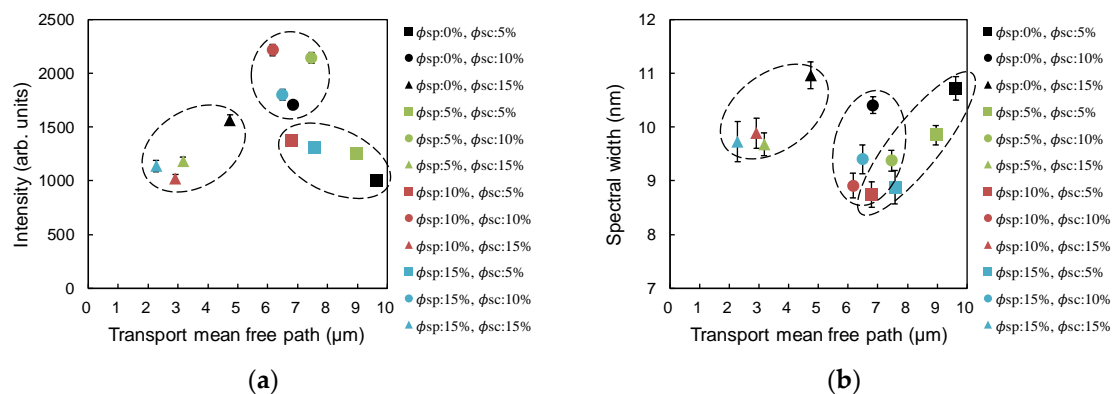 2500
2000
1500
1000
500
0
Intensity (arb. units)
0 1 2 3 4 5 6 7 8 9 10
Transport mean free path (µm)
ϕsp:0%, ϕsc:5%
ϕsp:0%, ϕsc:10%
ϕsp:0%, ϕsc:15%
ϕsp:5%, ϕsc:5%
ϕsp:5%, ϕsc:10%
ϕsp:5%, ϕsc:15%
ϕsp:10%, ϕsc:5%
ϕsp:10%, ϕsc:10%
ϕsp:10%, ϕsc:15%
ϕsp:15%, ϕsc:5%
ϕsp:15%, ϕsc:10%
ϕsp:15%, ϕsc:15%
(a)
12
11
10
9
8
7
Spectral width (nm)
0 1 2 3 4 5 6 7 8 9 10
Transport mean free path (µm)
ϕsp:0%, ϕsc:5%
ϕsp:0%, ϕsc:10%
ϕsp:0%, ϕsc:15%
ϕsp:5%, ϕsc:5%
ϕsp:5%, ϕsc:10%
ϕsp:5%, ϕsc:15%
ϕsp:10%, ϕsc:5%
ϕsp:10%, ϕsc:10%
ϕsp:10%, ϕsc:15%
ϕsp:15%, ϕsc:5%
ϕsp:15%, ϕsc:10%
ϕsp:15%, ϕsc:15%
(b)